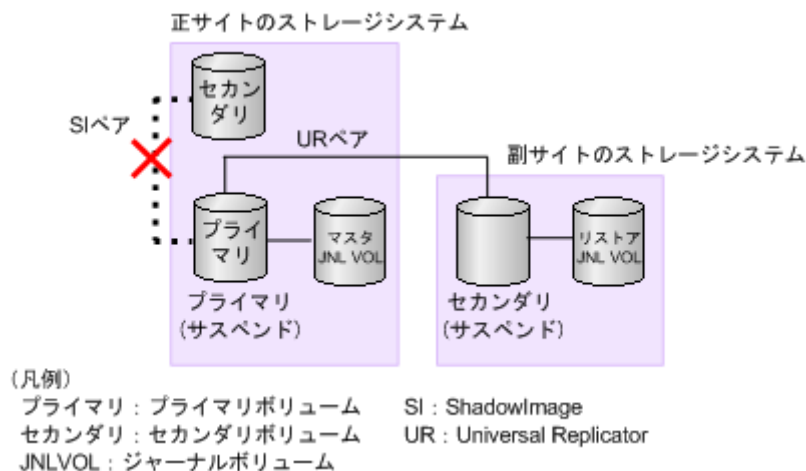 正サイトのストレージシステム
セカン
ダリ
SIペア
URペア
副サイトのストレージシステム
プライ
マリ
マスタ
JNL VOL
リストア
JNL VOL
プライマリ
(サスペンド)
セカンダリ
(サスペンド)
(凡例)
プライマリ：プライマリボリューム SI：ShadowImage
セカンダリ：セカンダリボリューム UR：Universal Replicator
JNLVOL：ジャーナルボリューム